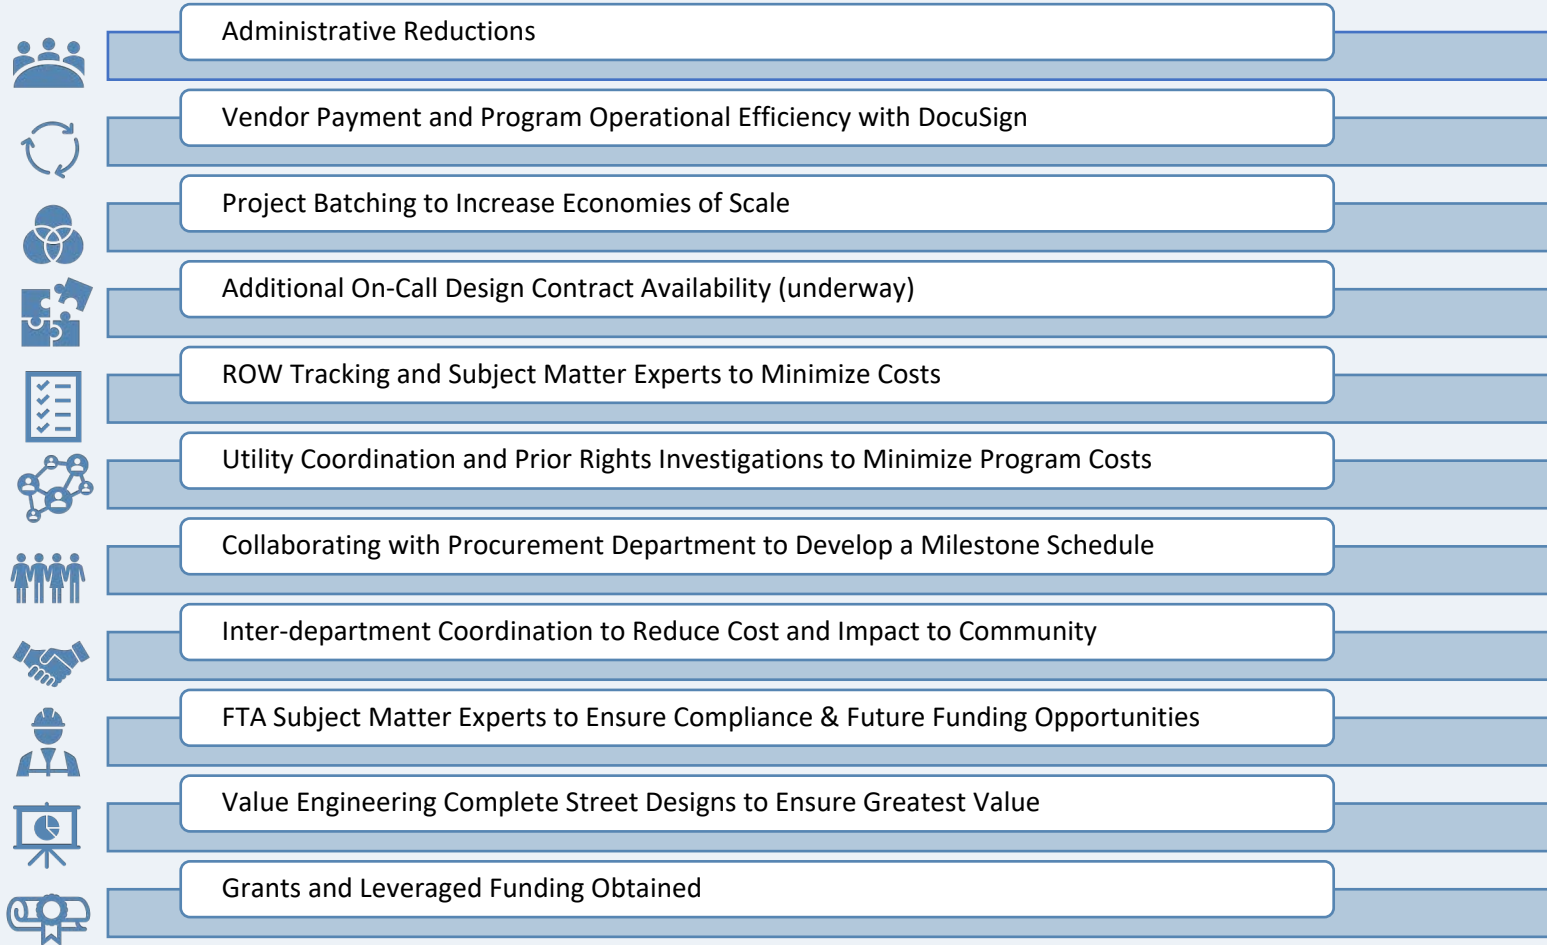 Administrative Reductions
Vendor Payment and Program Operational Efficiency with DocuSign
Project Batching to Increase Economies of Scale
Additional On-Call Design Contract Availability (underway)
ROW Tracking and Subject Matter Experts to Minimize Costs
Utility Coordination and Prior Rights Investigations to Minimize Program Costs
Collaborating with Procurement Department to Develop a Milestone Schedule
Inter-department Coordination to Reduce Cost and Impact to Community
FTA Subject Matter Experts to Ensure Compliance & Future Funding Opportunities
Value Engineering Complete Street Designs to Ensure Greatest Value
Grants and Leveraged Funding Obtained